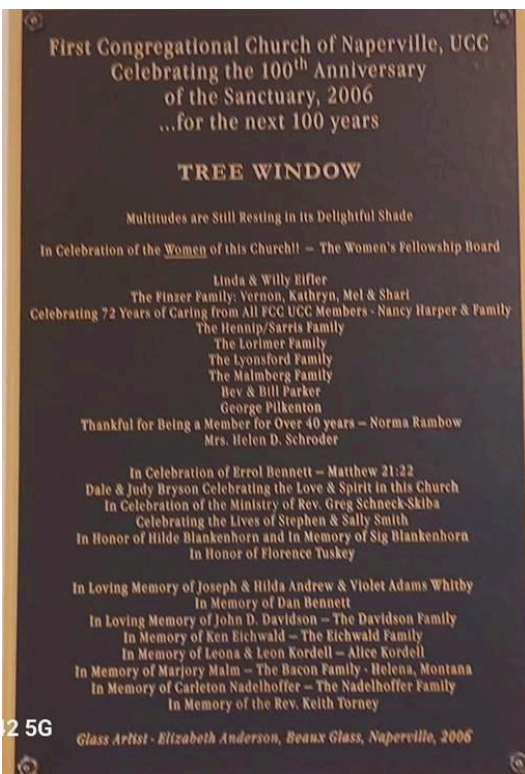 First Congregational Church of Naperville, UCC
Celebrating the 100th Anniversary
of the Sanctuary, 2006
...for the next 100 years
TREE WINDOW
Multitudes are Still Resting in its Delightful Shade
In Celebration of the Women of this Church!! – The Women's Fellowship Board
Linda & Willy Eifler
The Finzer Family: Vernon, Kathryn, Mel & Shari
Celebrating 72 Years of Caring from All FCC UCC Members - Nancy Harper & Family
The Hennip/Sarris Family
The Lorimer Family
The Lyonsford Family
The Malmberg Family
Bev & Bill Parker
George Pilkenton
Thankful for Being a Member for Over 40 years – Norma Rambow
Mrs. Helen D. Schroder
In Celebration of Errol Bennett – Matthew 21:22
Dale & Judy Bryson Celebrating the Love & Spirit in this Church
In Celebration of the Ministry of Rev. Greg Schneck-Skiba
Celebrating the Lives of Stephen & Sally Smith
In Honor of Hilde Blankenhorn and In Memory of Sig Blankenhorn
In Honor of Florence Tuskey
In Loving Memory of Joseph & Hilda Andrew & Violet Adams Whitby
In Memory of Dan Bennett
In Loving Memory of John D. Davidson – The Davidson Family
In Memory of Ken Eichwald – The Eichwald Family
In Memory of Leona & Leon Kordell – Alice Kordell
In Memory of Marjory Malm – The Bacon Family - Helena, Montana
In Memory of Carleton Nadelhoffer – The Nadelhoffer Family
In Memory of the Rev. Keith Torney
42 5G
Glass Artist - Elizabeth Anderson, Beaux Glass, Naperville, 2006